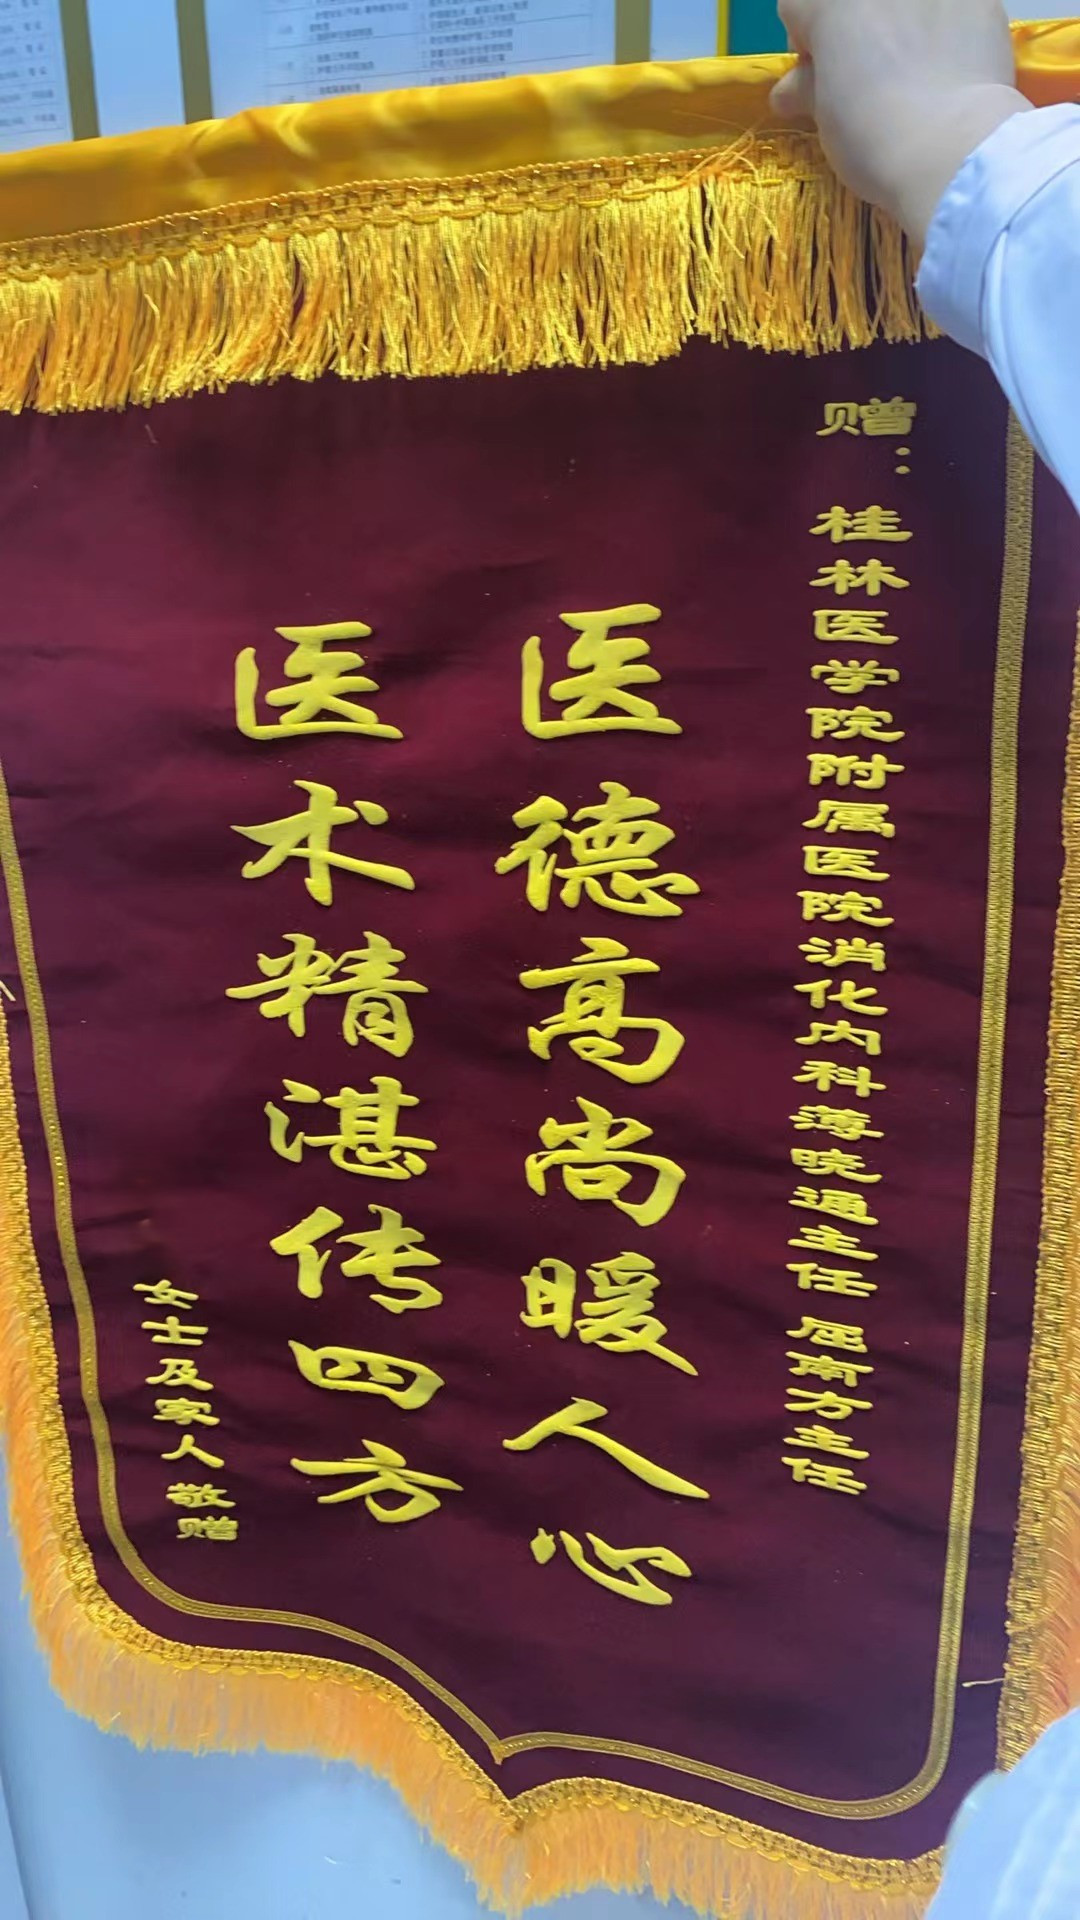 赠：桂林医学院附属医院消化内科薄晓通主任 屈南方主任
医德高尚暖人心
医术精湛传四方
女士及家人 敬赠